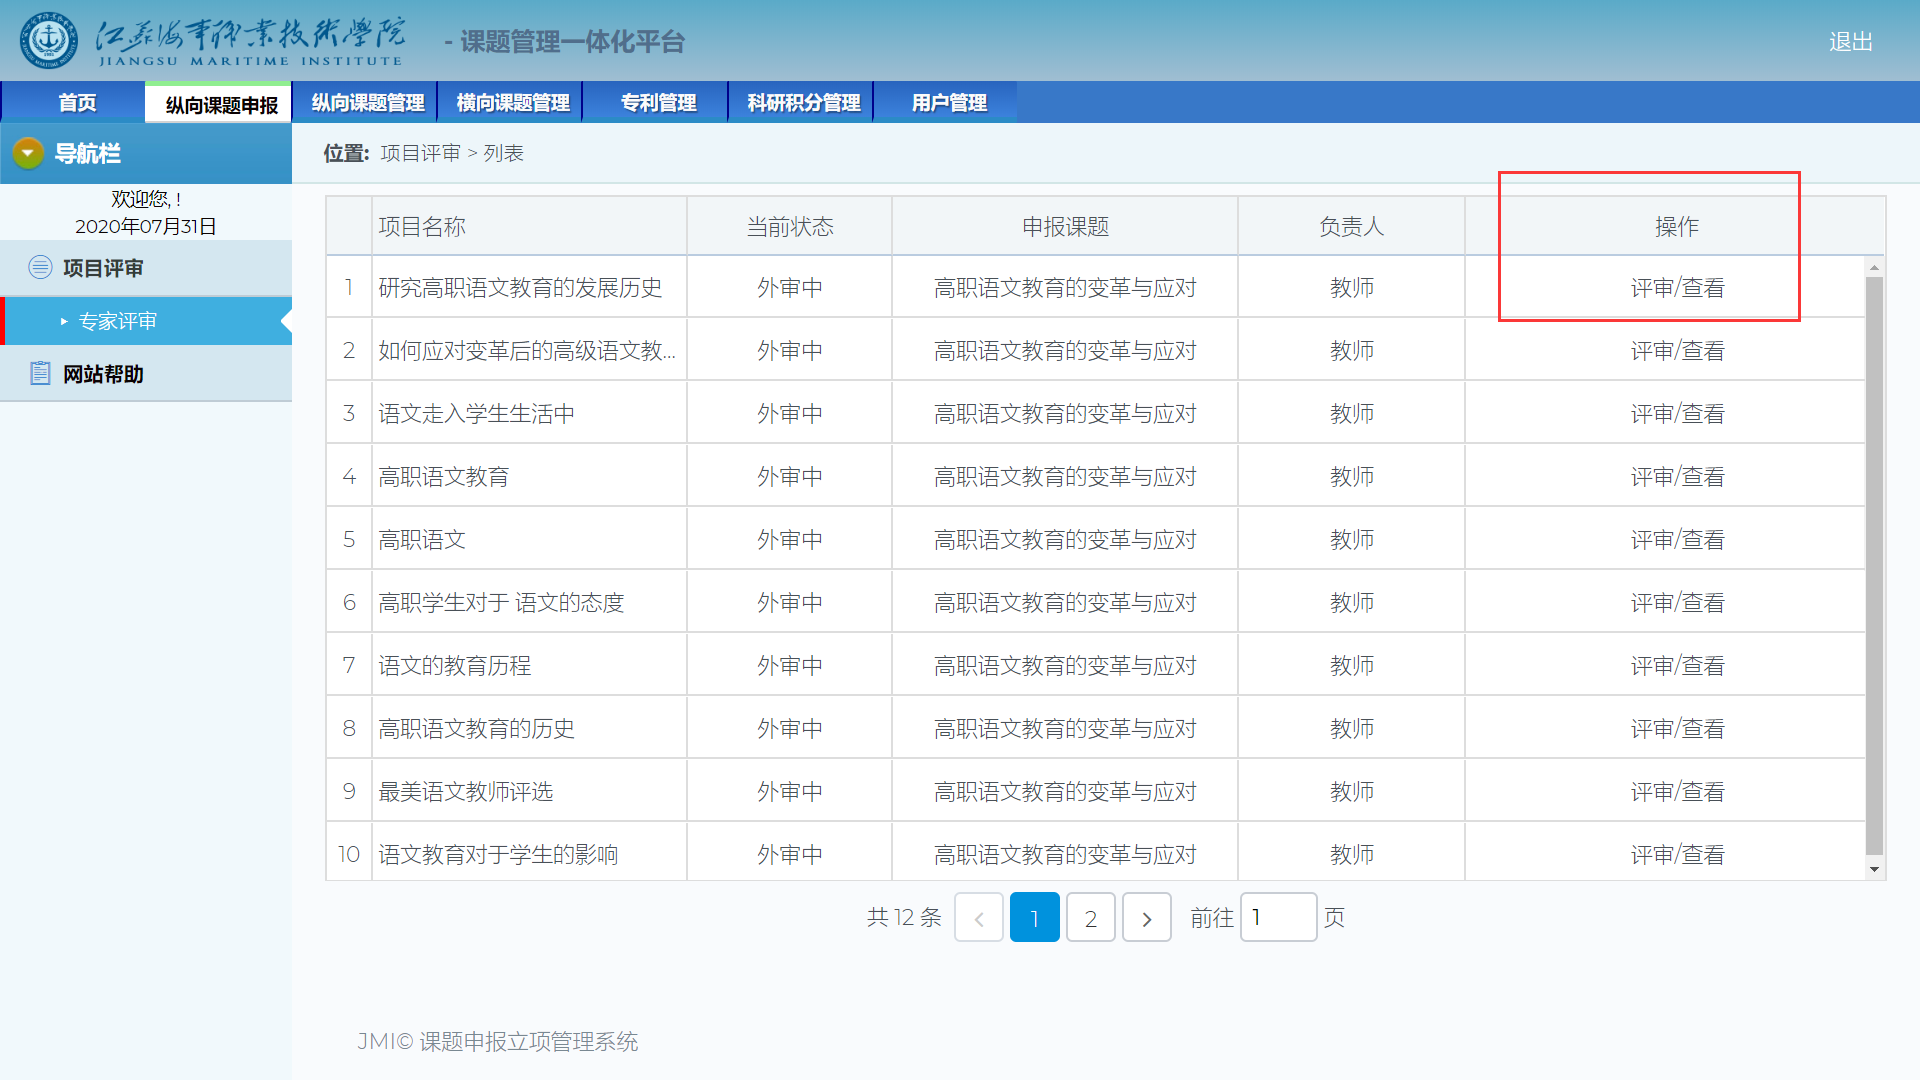 江苏海事职业技术学院
JIANGSU MARITIME INSTITUTE
- 课题管理一体化平台
退出
首页 纵向课题申报 纵向课题管理 横向课题管理 专利管理 科研积分管理 用户管理
导航栏
欢迎您, !
2020年07月31日
项目评审
专家评审
网站帮助
位置: 项目评审 > 列表
项目名称 当前状态 申报课题 负责人 操作
1 研究高职语文教育的发展历史 外审中 高职语文教育的变革与应对 教师 评审/查看
2 如何应对变革后的高级语文教... 外审中 高职语文教育的变革与应对 教师 评审/查看
3 语文走入学生生活中 外审中 高职语文教育的变革与应对 教师 评审/查看
4 高职语文教育 外审中 高职语文教育的变革与应对 教师 评审/查看
5 高职语文 外审中 高职语文教育的变革与应对 教师 评审/查看
6 高职学生对于 语文的态度 外审中 高职语文教育的变革与应对 教师 评审/查看
7 语文的教育历程 外审中 高职语文教育的变革与应对 教师 评审/查看
8 高职语文教育的历史 外审中 高职语文教育的变革与应对 教师 评审/查看
9 最美语文教师评选 外审中 高职语文教育的变革与应对 教师 评审/查看
10 语文教育对于学生的影响 外审中 高职语文教育的变革与应对 教师 评审/查看
共 12 条 < 1 2 > 前往 1 页
JMI© 课题申报立项管理系统